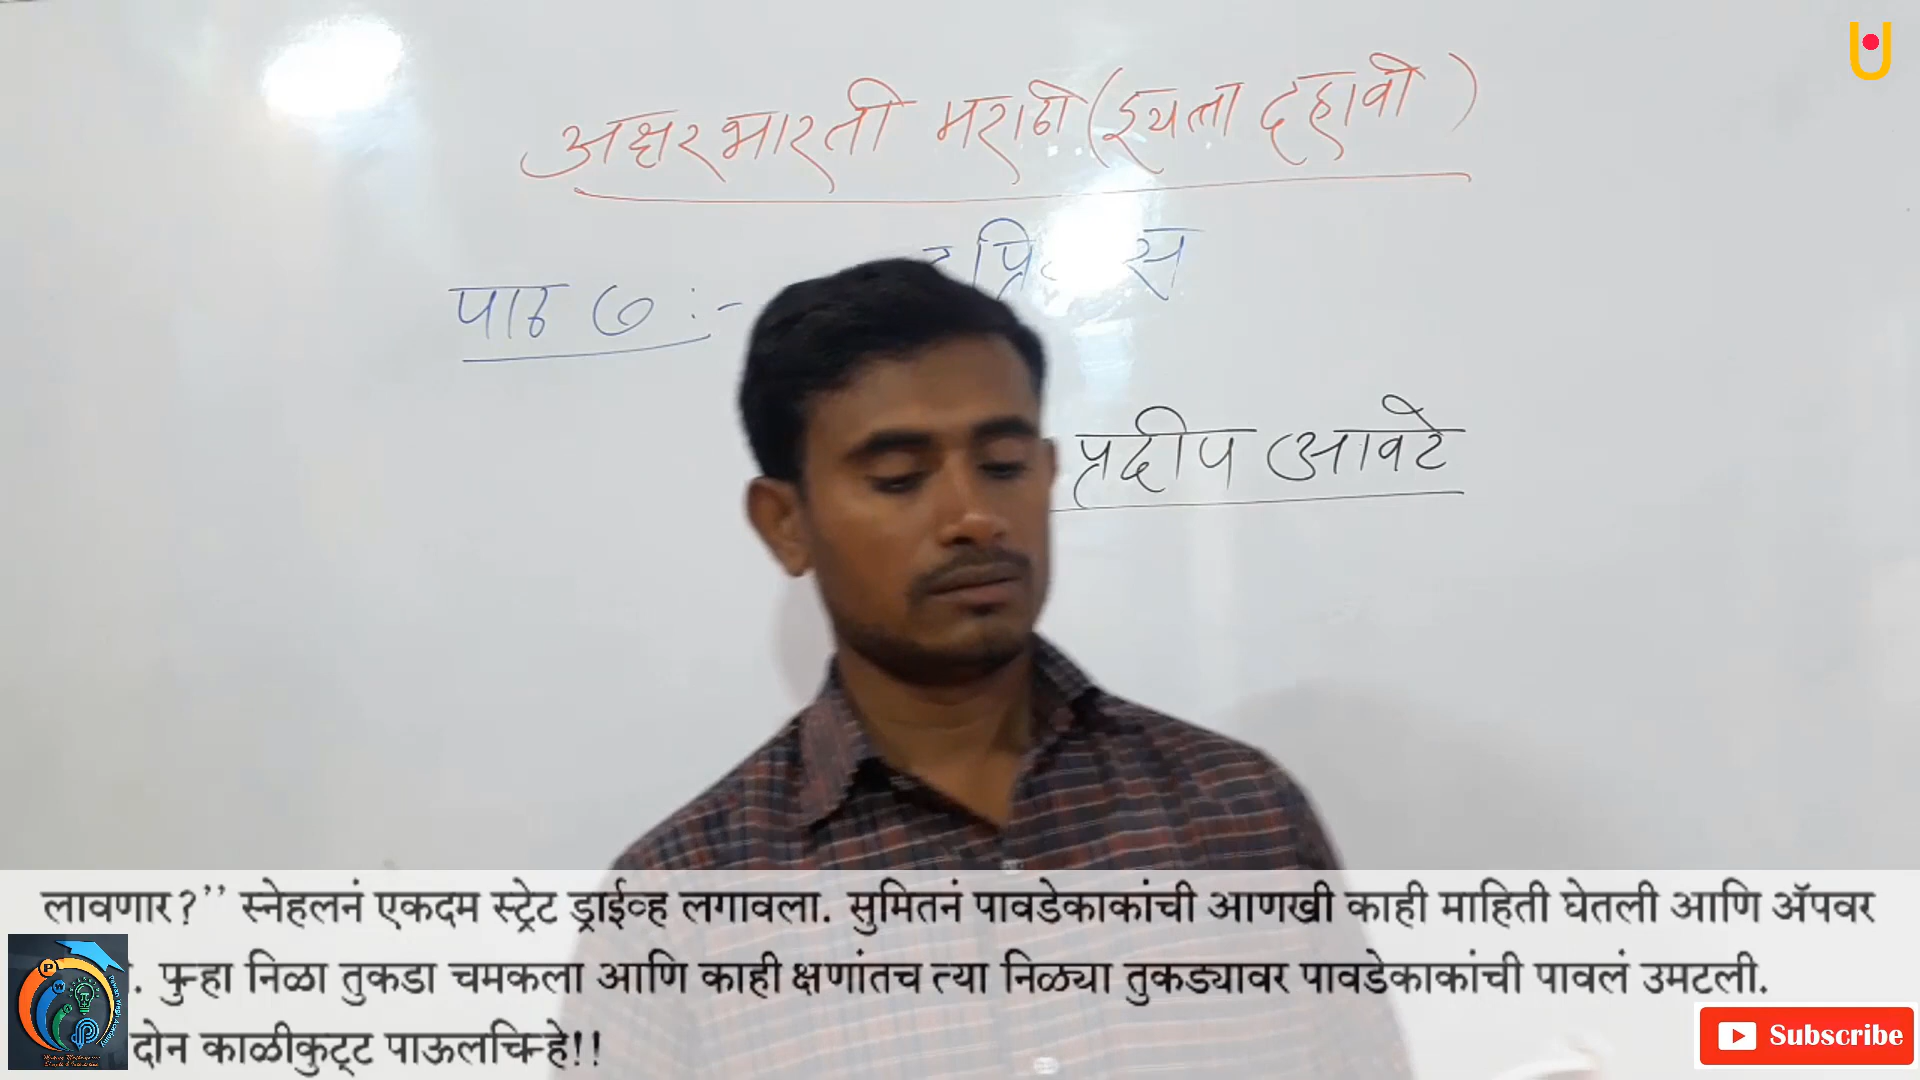 अक्षरभारती मराठी (इयत्ता दहावी)
पाठ ७ :-
प्रदीप आवटे
लावणार?’’ स्नेहलनं एकदम स्ट्रेट ड्राईव्ह लगावला. सुमितनं पावडेकाकांची आणखी काही माहिती घेतली आणि ॲपवर
. पुन्हा निळा तुकडा चमकला आणि काही क्षणांतच त्या निळ्या तुकड्यावर पावडेकाकांची पावलं उमटली.
दोन काळीकुट्ट पाऊलचिन्हे!!
Subscribe